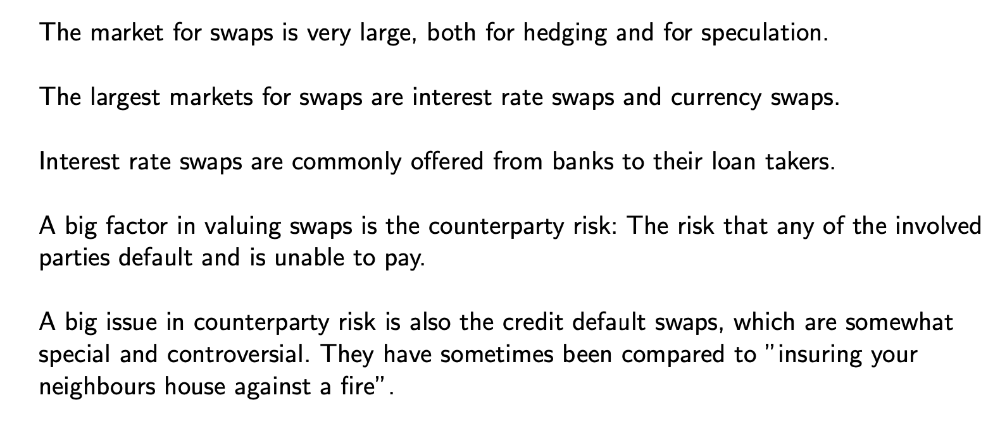 The market for swaps is very large, both for hedging and for speculation.
The largest markets for swaps are interest rate swaps and currency swaps.
Interest rate swaps are commonly offered from banks to their loan takers.
A big factor in valuing swaps is the counterparty risk: The risk that any of the involved
parties default and is unable to pay.
A big issue in counterparty risk is also the credit default swaps, which are somewhat
special and controversial. They have sometimes been compared to ”insuring your
neighbours house against a fire”.